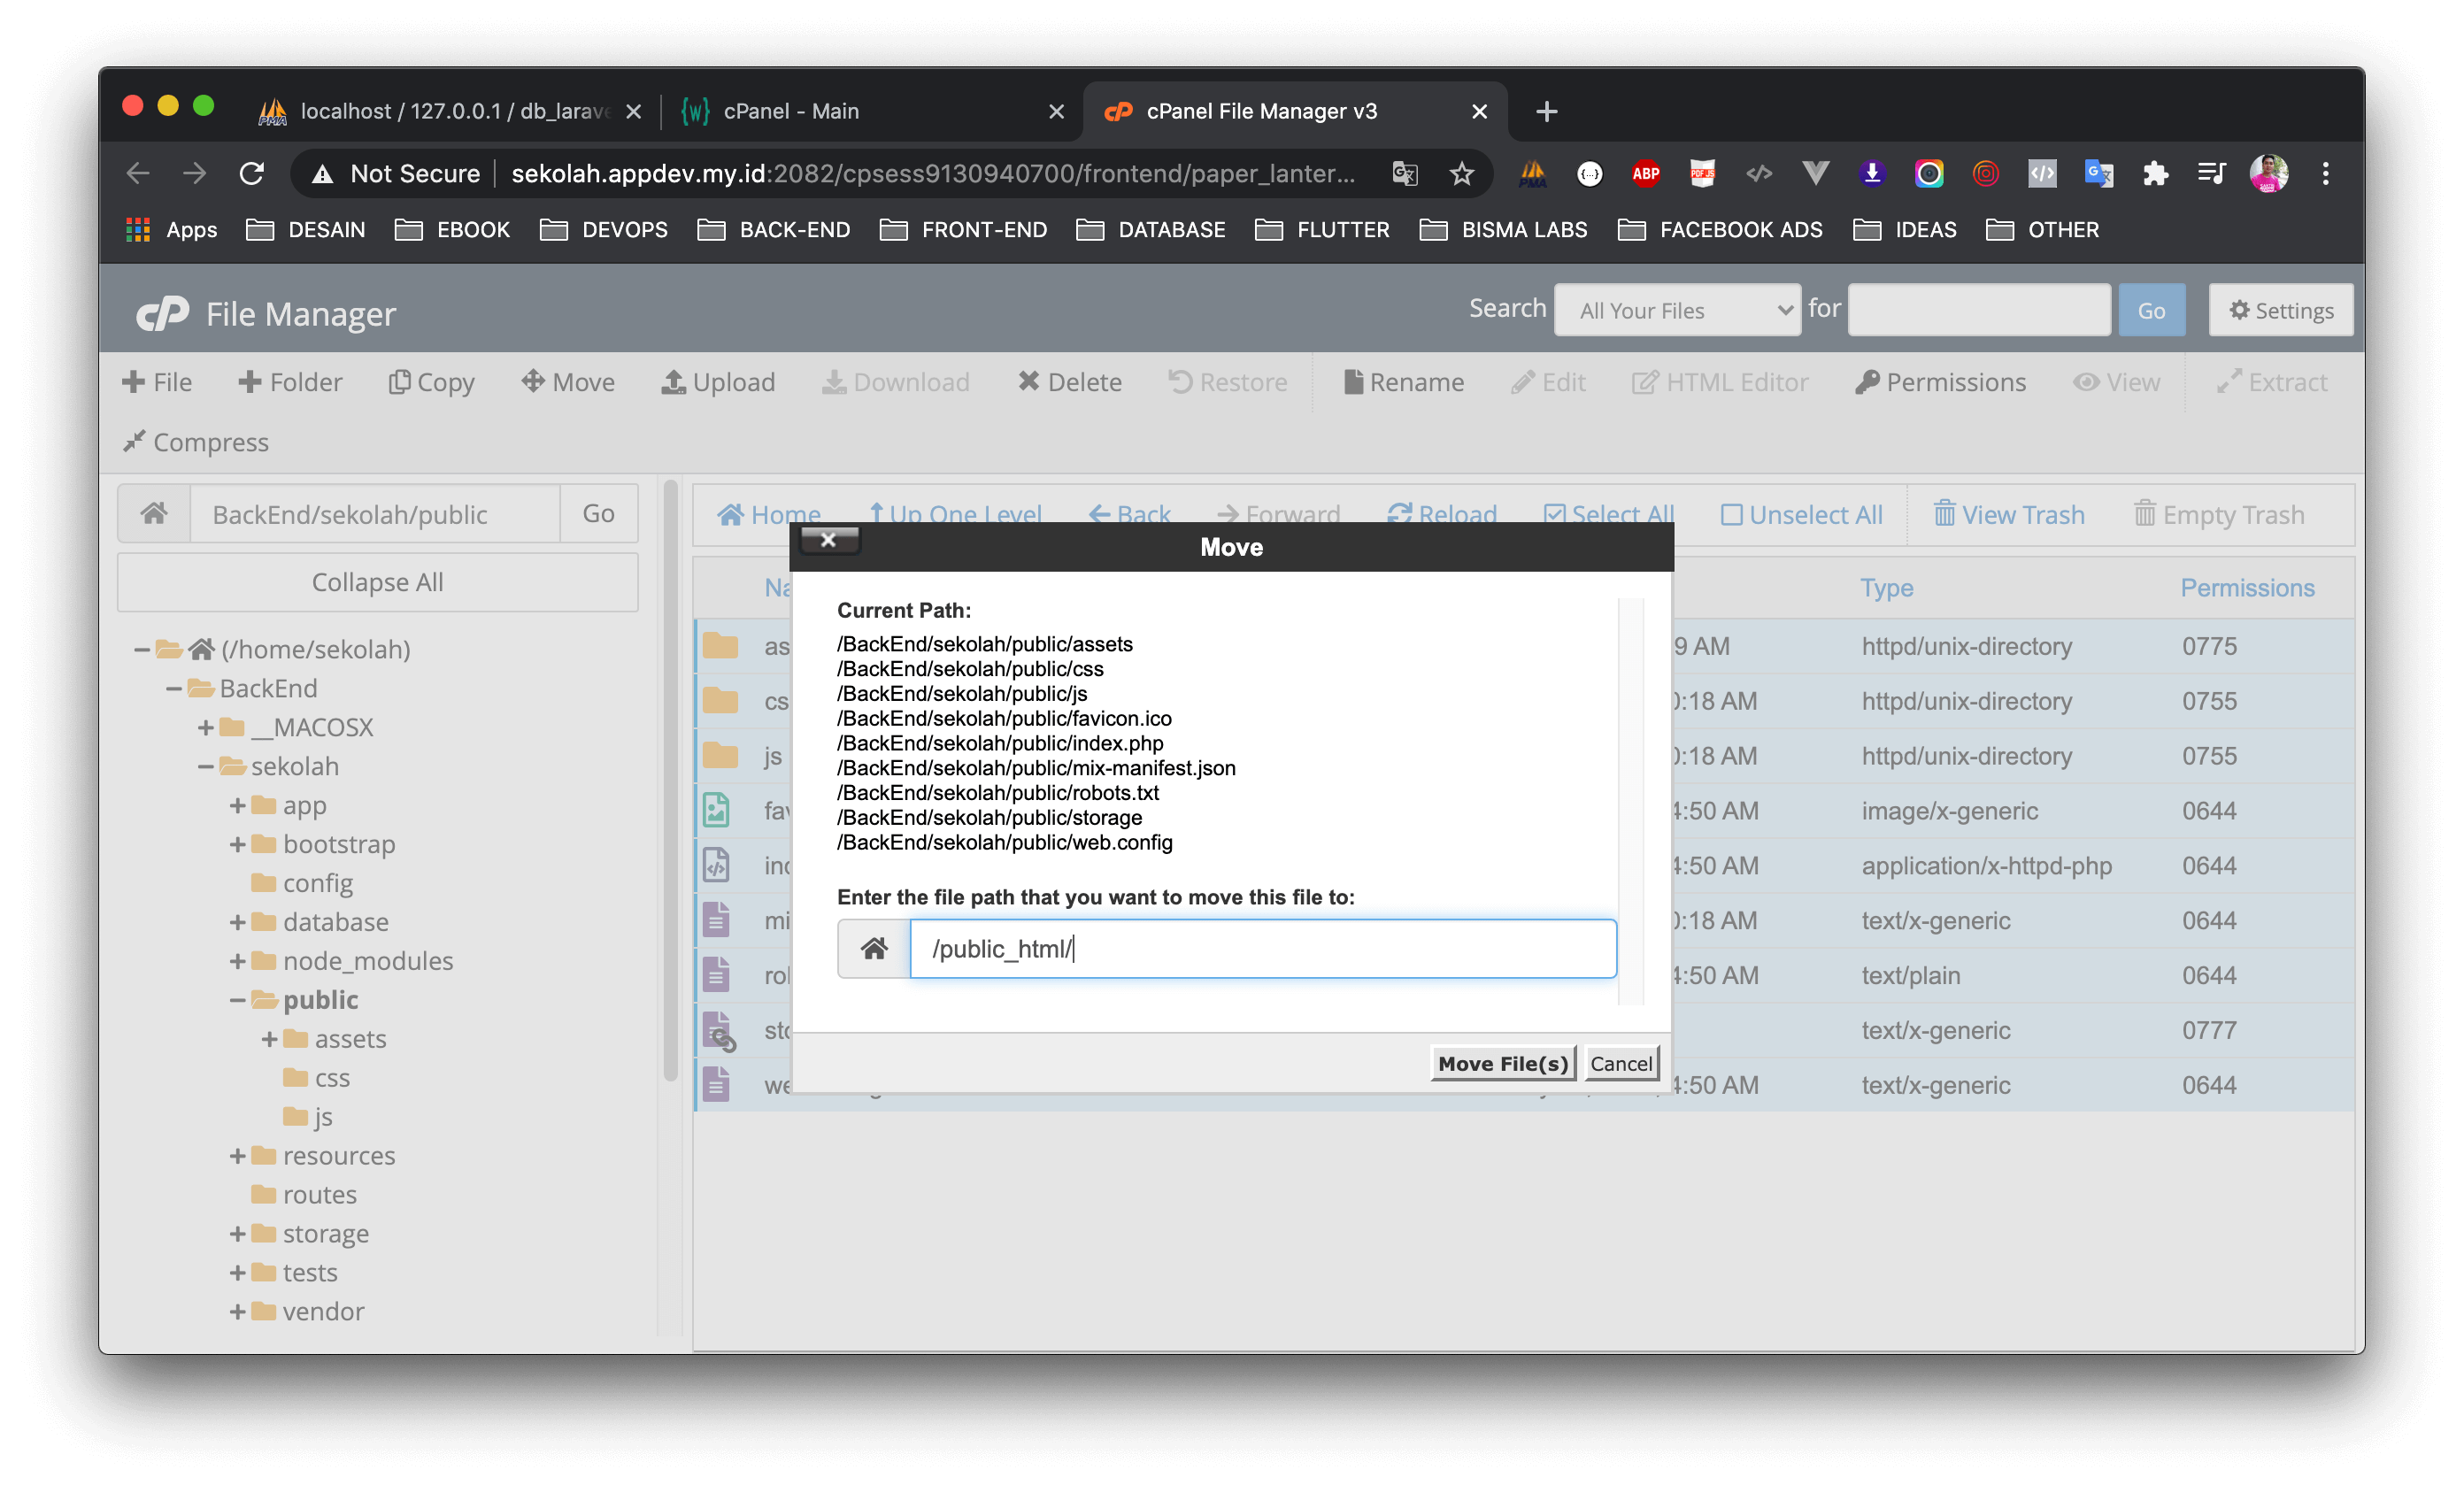 localhost / 127.0.0.1 / db_larave
cPanel - Main
cPanel File Manager v3
Not Secure
sekolah.appdev.my.id:2082/cpsess9130940700/frontend/paper_lanter...
Apps
DESAIN
EBOOK
DEVOPS
BACK-END
FRONT-END
DATABASE
FLUTTER
BISMA LABS
FACEBOOK ADS
IDEAS
OTHER
cP File Manager
Search
All Your Files
for
Go
Settings
File
Folder
Copy
Move
Upload
Download
Delete
Restore
Rename
Edit
HTML Editor
Permissions
View
Extract
Compress
BackEnd/sekolah/public
Go
Collapse All
(/home/sekolah)
BackEnd
__MACOSX
sekolah
app
bootstrap
config
database
node_modules
public
assets
css
js
resources
routes
storage
tests
vendor
Home
Up One Level
Back
Forward
Reload
Select All
Unselect All
View Trash
Empty Trash
Na
Type
Permissions
as
9 AM
httpd/unix-directory
0775
cs
0:18 AM
httpd/unix-directory
0755
js
0:18 AM
httpd/unix-directory
0755
fav
4:50 AM
image/x-generic
0644
inc
4:50 AM
application/x-httpd-php
0644
mi
0:18 AM
text/x-generic
0644
rol
4:50 AM
text/plain
0644
sto
text/x-generic
0777
we
4:50 AM
text/x-generic
0644
Move
Current Path:
/BackEnd/sekolah/public/assets
/BackEnd/sekolah/public/css
/BackEnd/sekolah/public/js
/BackEnd/sekolah/public/favicon.ico
/BackEnd/sekolah/public/index.php
/BackEnd/sekolah/public/mix-manifest.json
/BackEnd/sekolah/public/robots.txt
/BackEnd/sekolah/public/storage
/BackEnd/sekolah/public/web.config
Enter the file path that you want to move this file to:
/public_html/
Move File(s)
Cancel